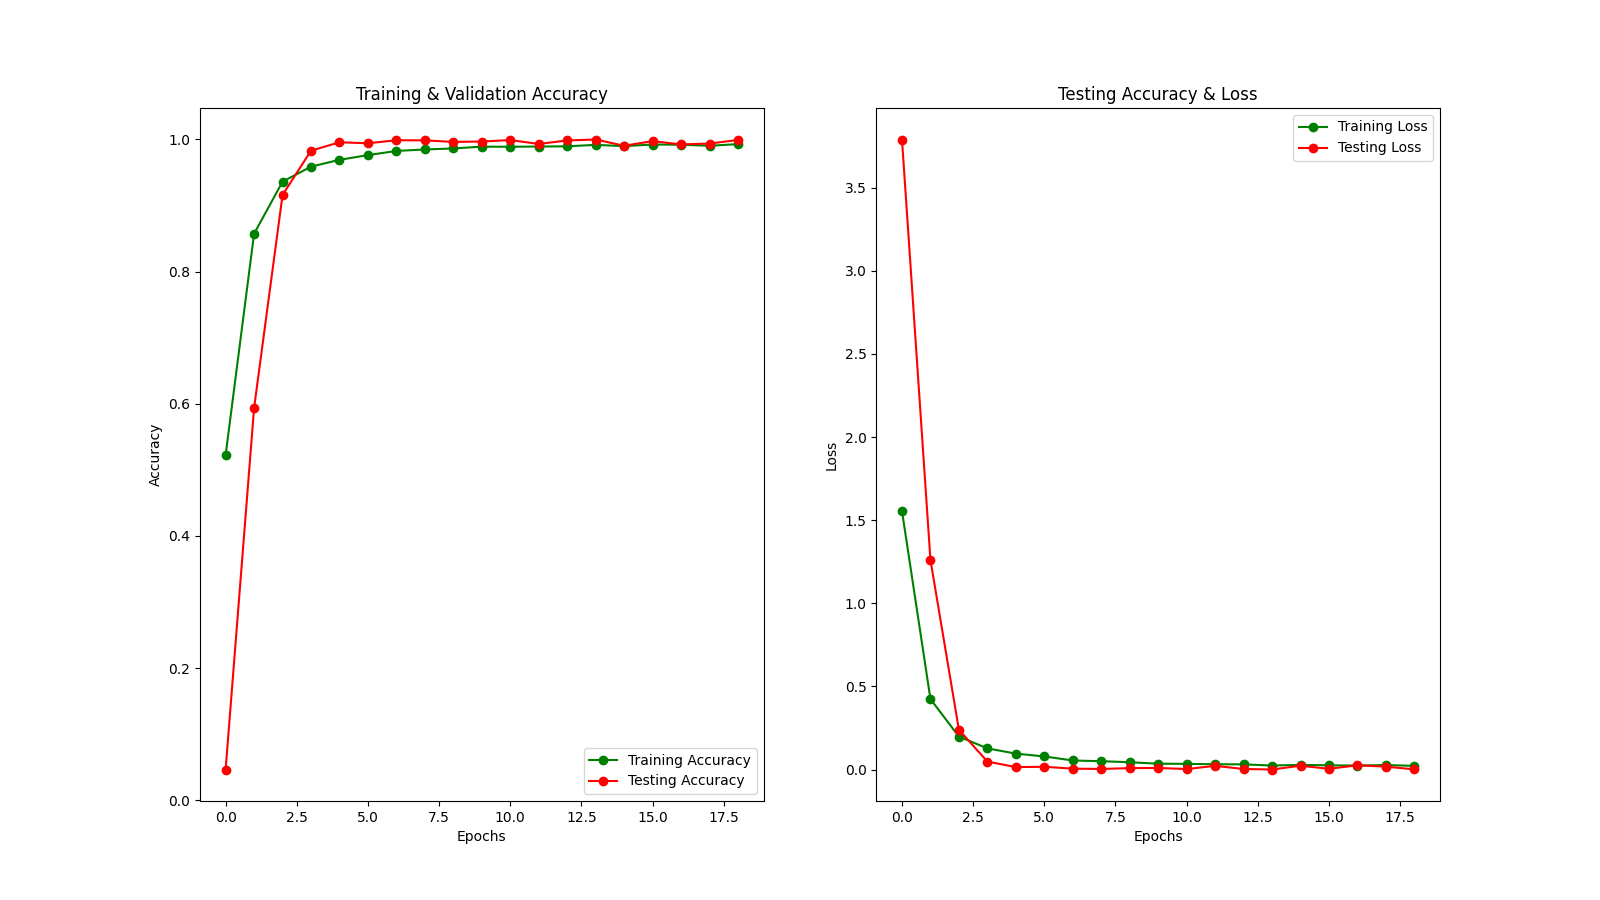 Training & Validation Accuracy
Accuracy
1.0
0.8
0.6
0.4
0.2
0.0
0.0 2.5 5.0 7.5 10.0 12.5 15.0 17.5
Epochs
Training Accuracy
Testing Accuracy
Testing Accuracy & Loss
Loss
3.5
3.0
2.5
2.0
1.5
1.0
0.5
0.0
0.0 2.5 5.0 7.5 10.0 12.5 15.0 17.5
Epochs
Training Loss
Testing Loss